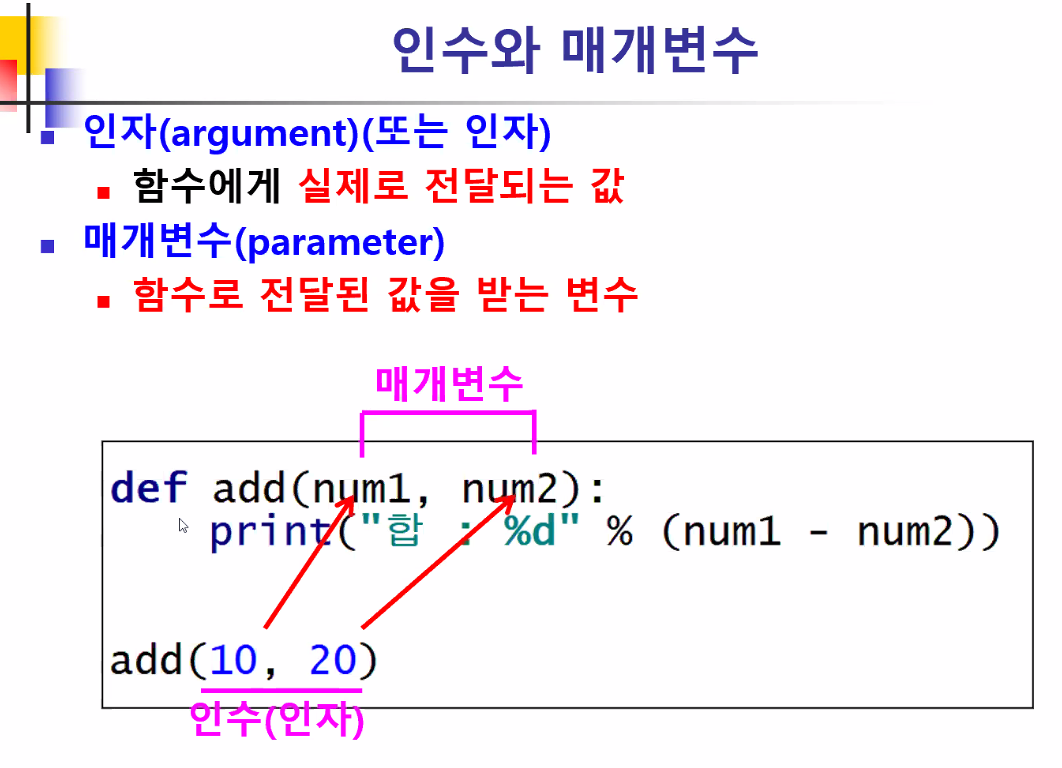 인수와 매개변수
인자(argument)(또는 인자)
함수에게 실제로 전달되는 값
매개변수(parameter)
함수로 전달된 값을 받는 변수
매개변수
def add(num1, num2):
print("합 : %d" % (num1 - num2))
add(10, 20)
인수(인자)